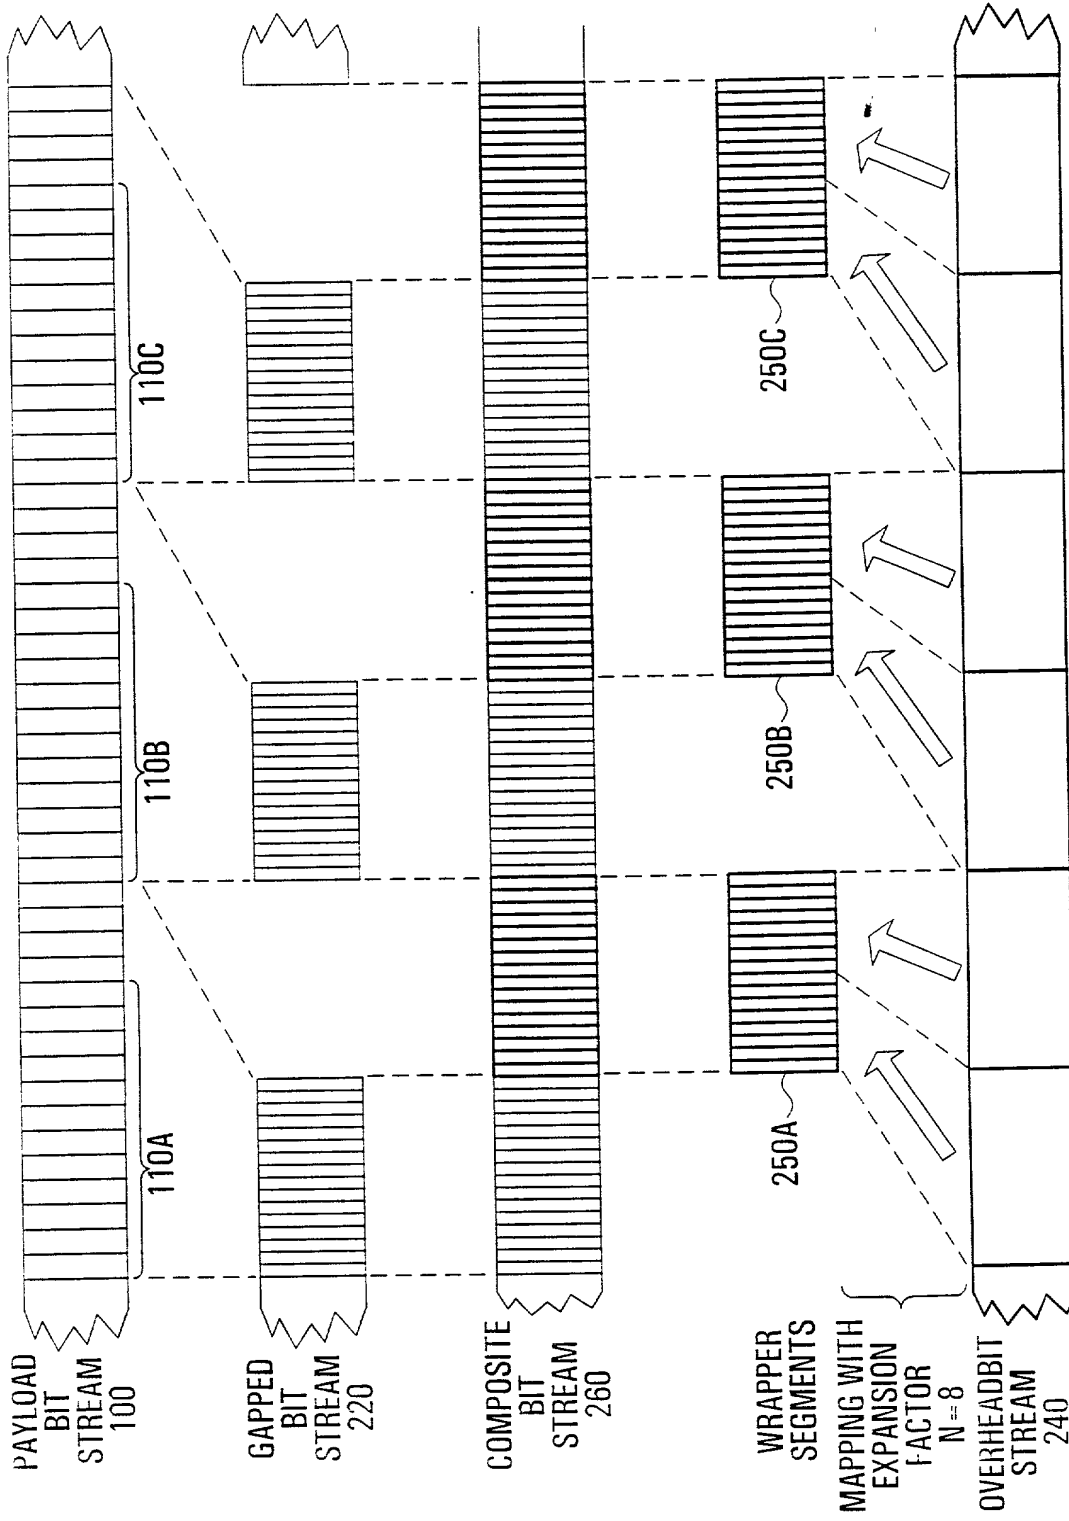 PAYLOAD
BIT
STREAM
100
110A
110B
110C
GAPPED
BIT
STREAM
220
COMPOSITE
BIT
STREAM
260
WRAPPER
SEGMENTS
250A
250B
250C
MAPPING WITH
EXPANSION
FACTOR
N=8
OVERHEADBIT
STREAM
240